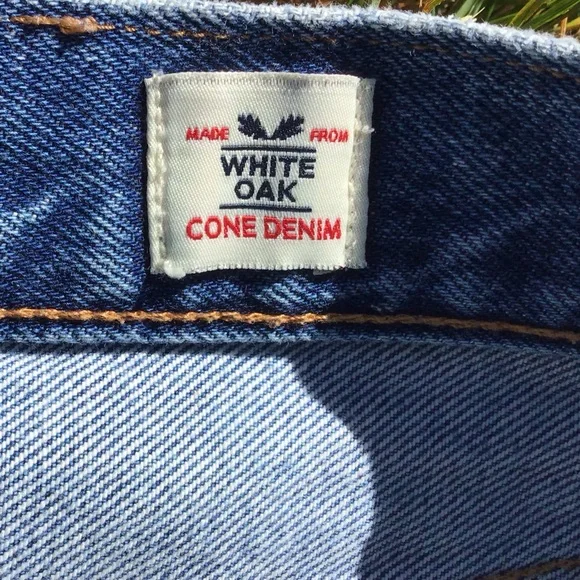 MADE FROM
WHITE
OAK
CONE DENIM